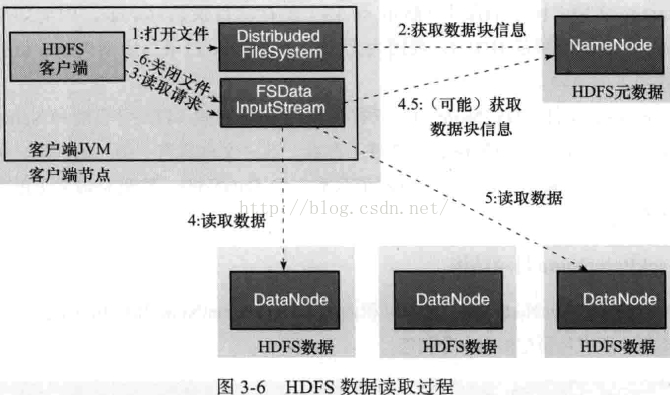 HDFS
客户端
1:打开文件
Distribuded
FileSystem
2:获取数据块信息
NameNode
HDFS元数据
6:关闭文件
3:读取请求
FSData
InputStream
4.5:（可能）获取
数据块信息
客户端JVM
客户端节点
http://blog.csdn.net/
4:读取数据
5:读取数据
DataNode
DataNode
DataNode
HDFS数据
HDFS数据
HDFS数据
图 3-6 HDFS 数据读取过程